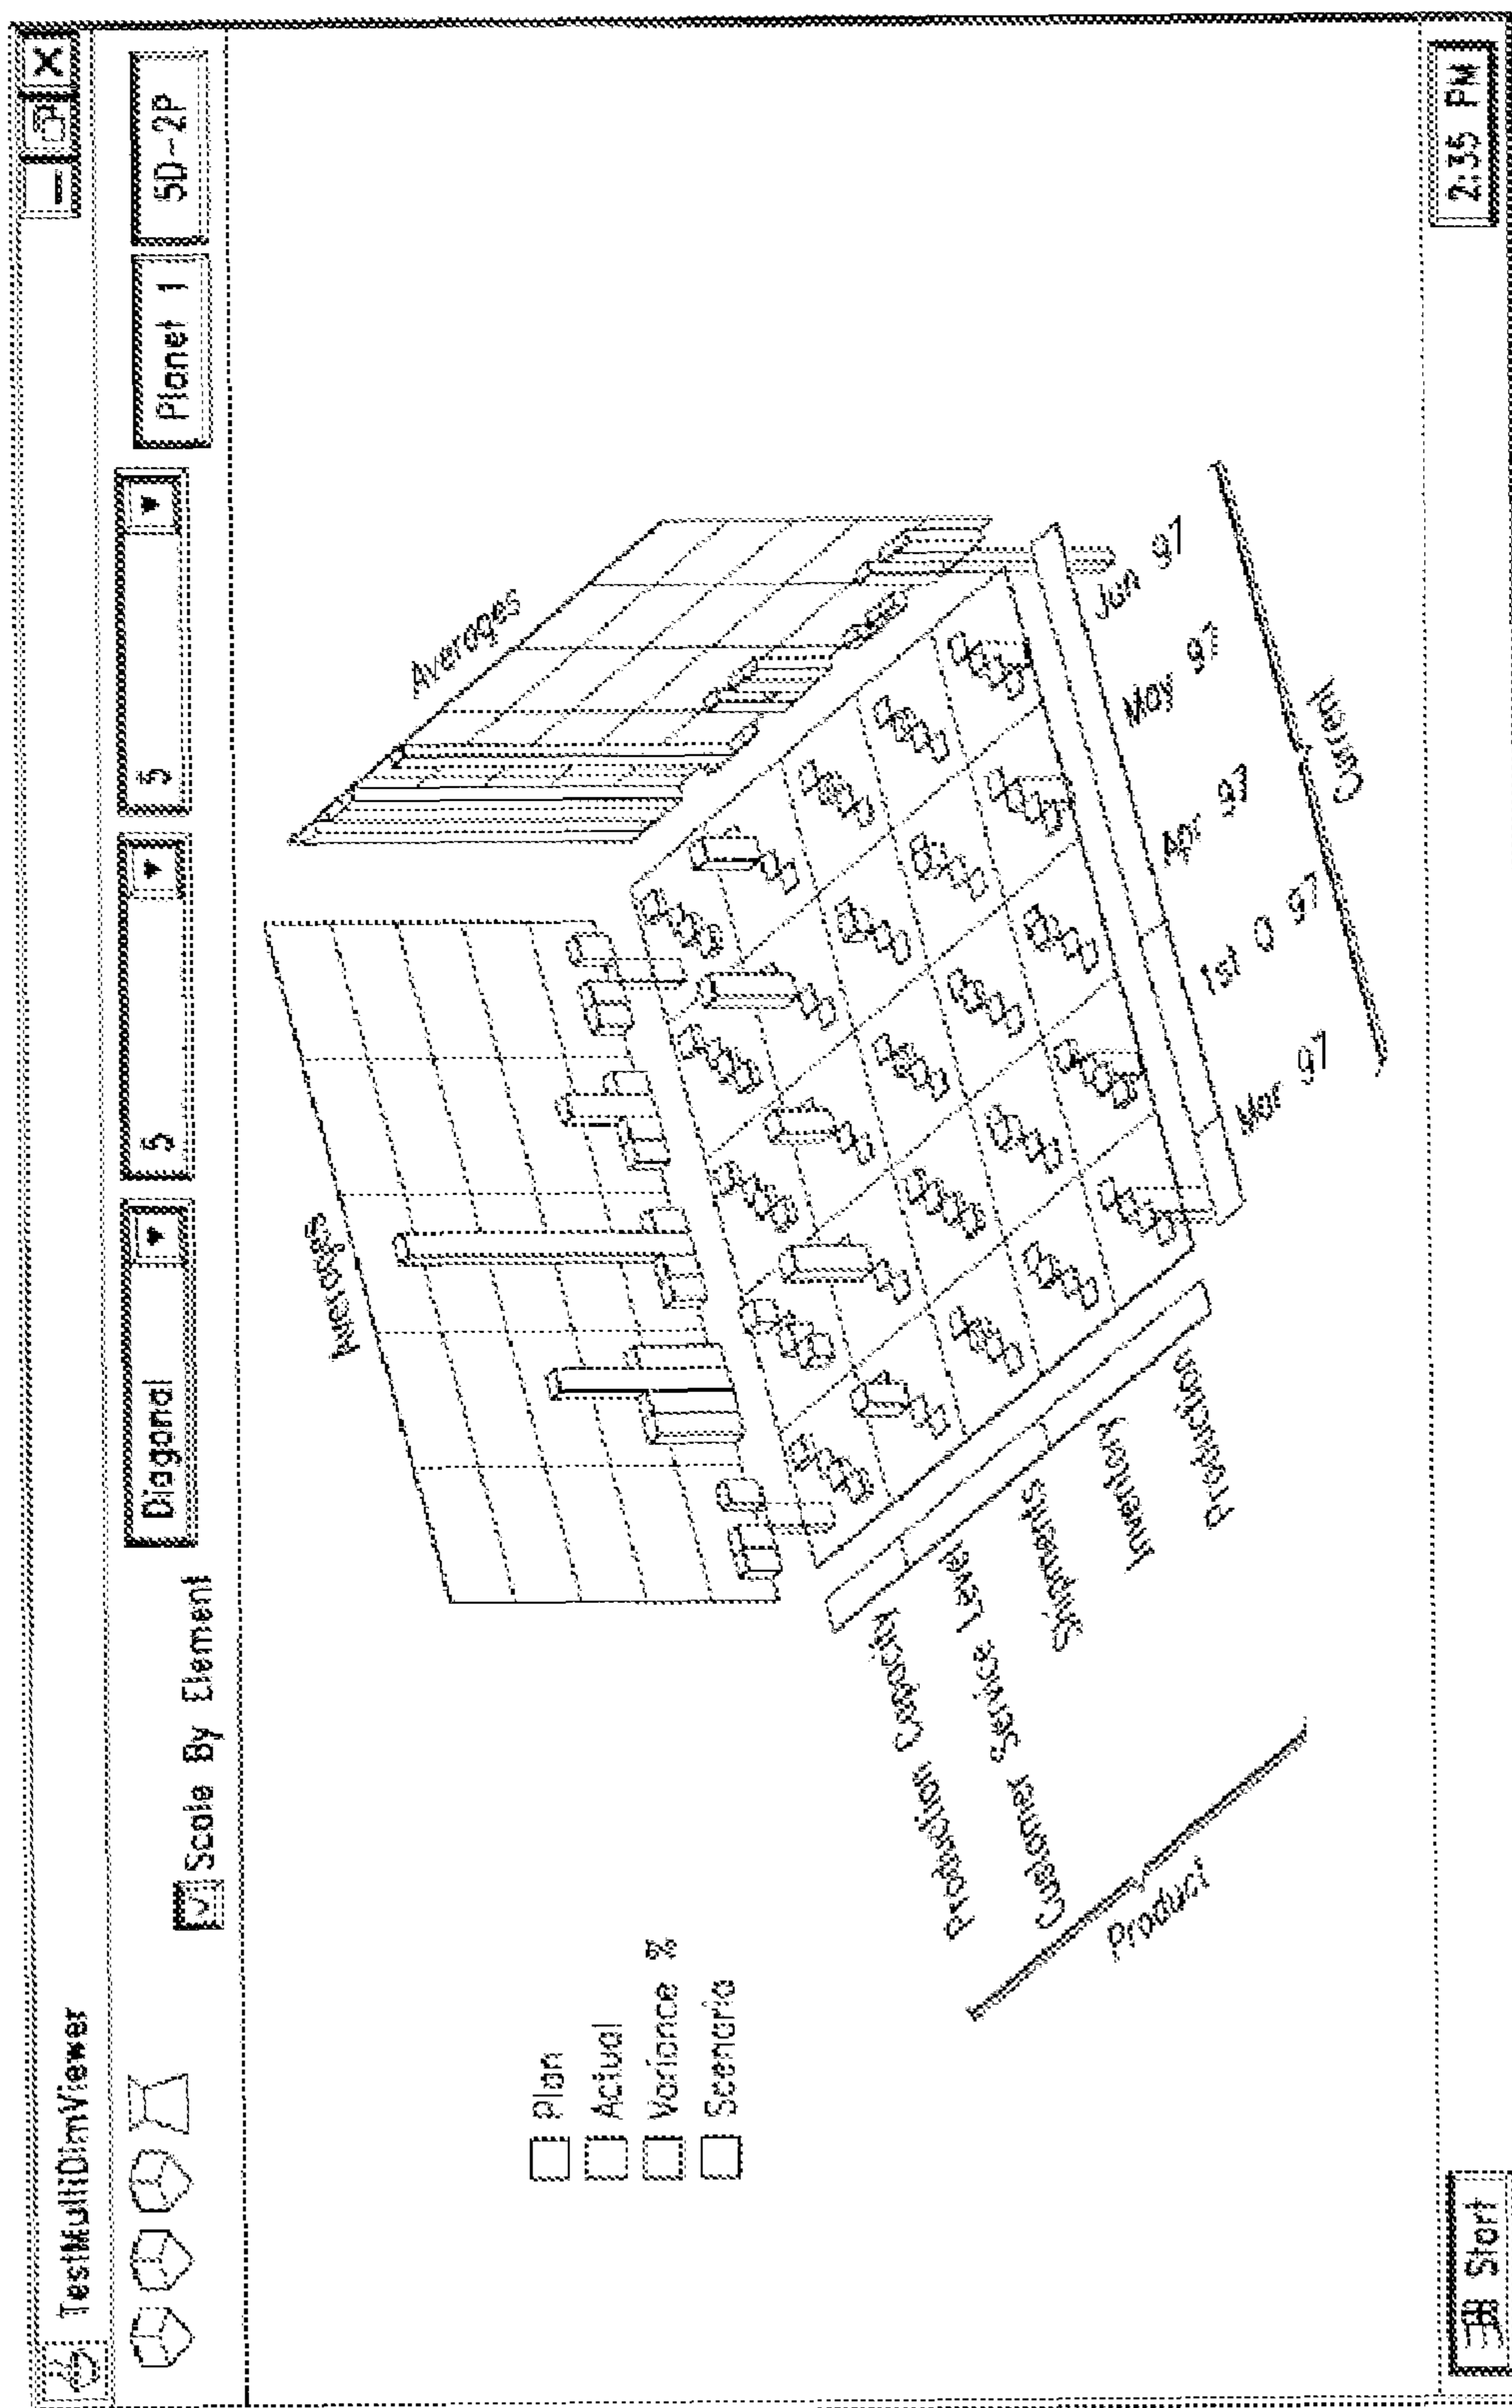 TestMultiDimViewer
Scale By Element
Diagonal
5
5
Planet 1
5D-2P
Plan
Actual
Variance %
Scenario
Averages
Averages
Production Capacity
Customer Service Level
Shipments
Inventory
Production
Product
Mar 97
1st Q 97
Apr 97
May 97
Jun 97
Current
Start
2:35 PM